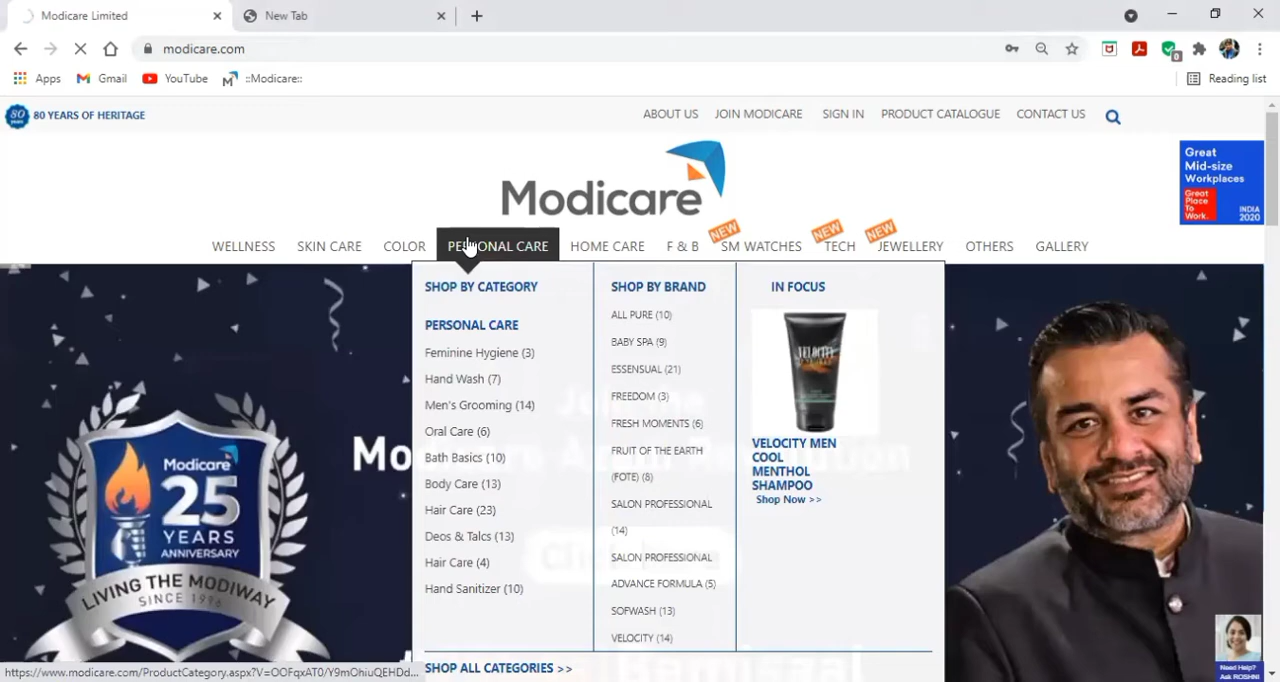 Modicare Limited
New Tab
modicare.com
Apps
Gmail
YouTube
::Modicare::
Reading list
80 YEARS OF HERITAGE
ABOUT US
JOIN MODICARE
SIGN IN
PRODUCT CATALOGUE
CONTACT US
Modicare
Great
Mid-size
Workplaces
Great
Place
To
Work.
INDIA
2020
NEW
NEW
NEW
WELLNESS
SKIN CARE
COLOR
PERSONAL CARE
HOME CARE
F & B
SM WATCHES
TECH
JEWELLERY
OTHERS
GALLERY
SHOP BY CATEGORY
PERSONAL CARE
Feminine Hygiene (3)
Hand Wash (7)
Men's Grooming (14)
Oral Care (6)
Bath Basics (10)
Body Care (13)
Hair Care (23)
Deos & Talcs (13)
Hair Care (4)
Hand Sanitizer (10)
SHOP ALL CATEGORIES >>
SHOP BY BRAND
ALL PURE (10)
BABY SPA (9)
ESSENSUAL (21)
FREEDOM (3)
FRESH MOMENTS (6)
FRUIT OF THE EARTH
(FOTE) (8)
SALON PROFESSIONAL
(14)
SALON PROFESSIONAL
ADVANCE FORMULA (5)
SOFWASH (13)
VELOCITY (14)
IN FOCUS
VELOCITY
VELOCITY MEN
COOL
MENTHOL
SHAMPOO
Shop Now >>
Modicare
25
YEARS
ANNIVERSARY
LIVING THE MODIWAY
SINCE 1996
Need Help?
Ask ROSHNI
https://www.modicare.com/ProductCategory.aspx?V=OOFqxAT0/Y9mOhiuQEHDd...